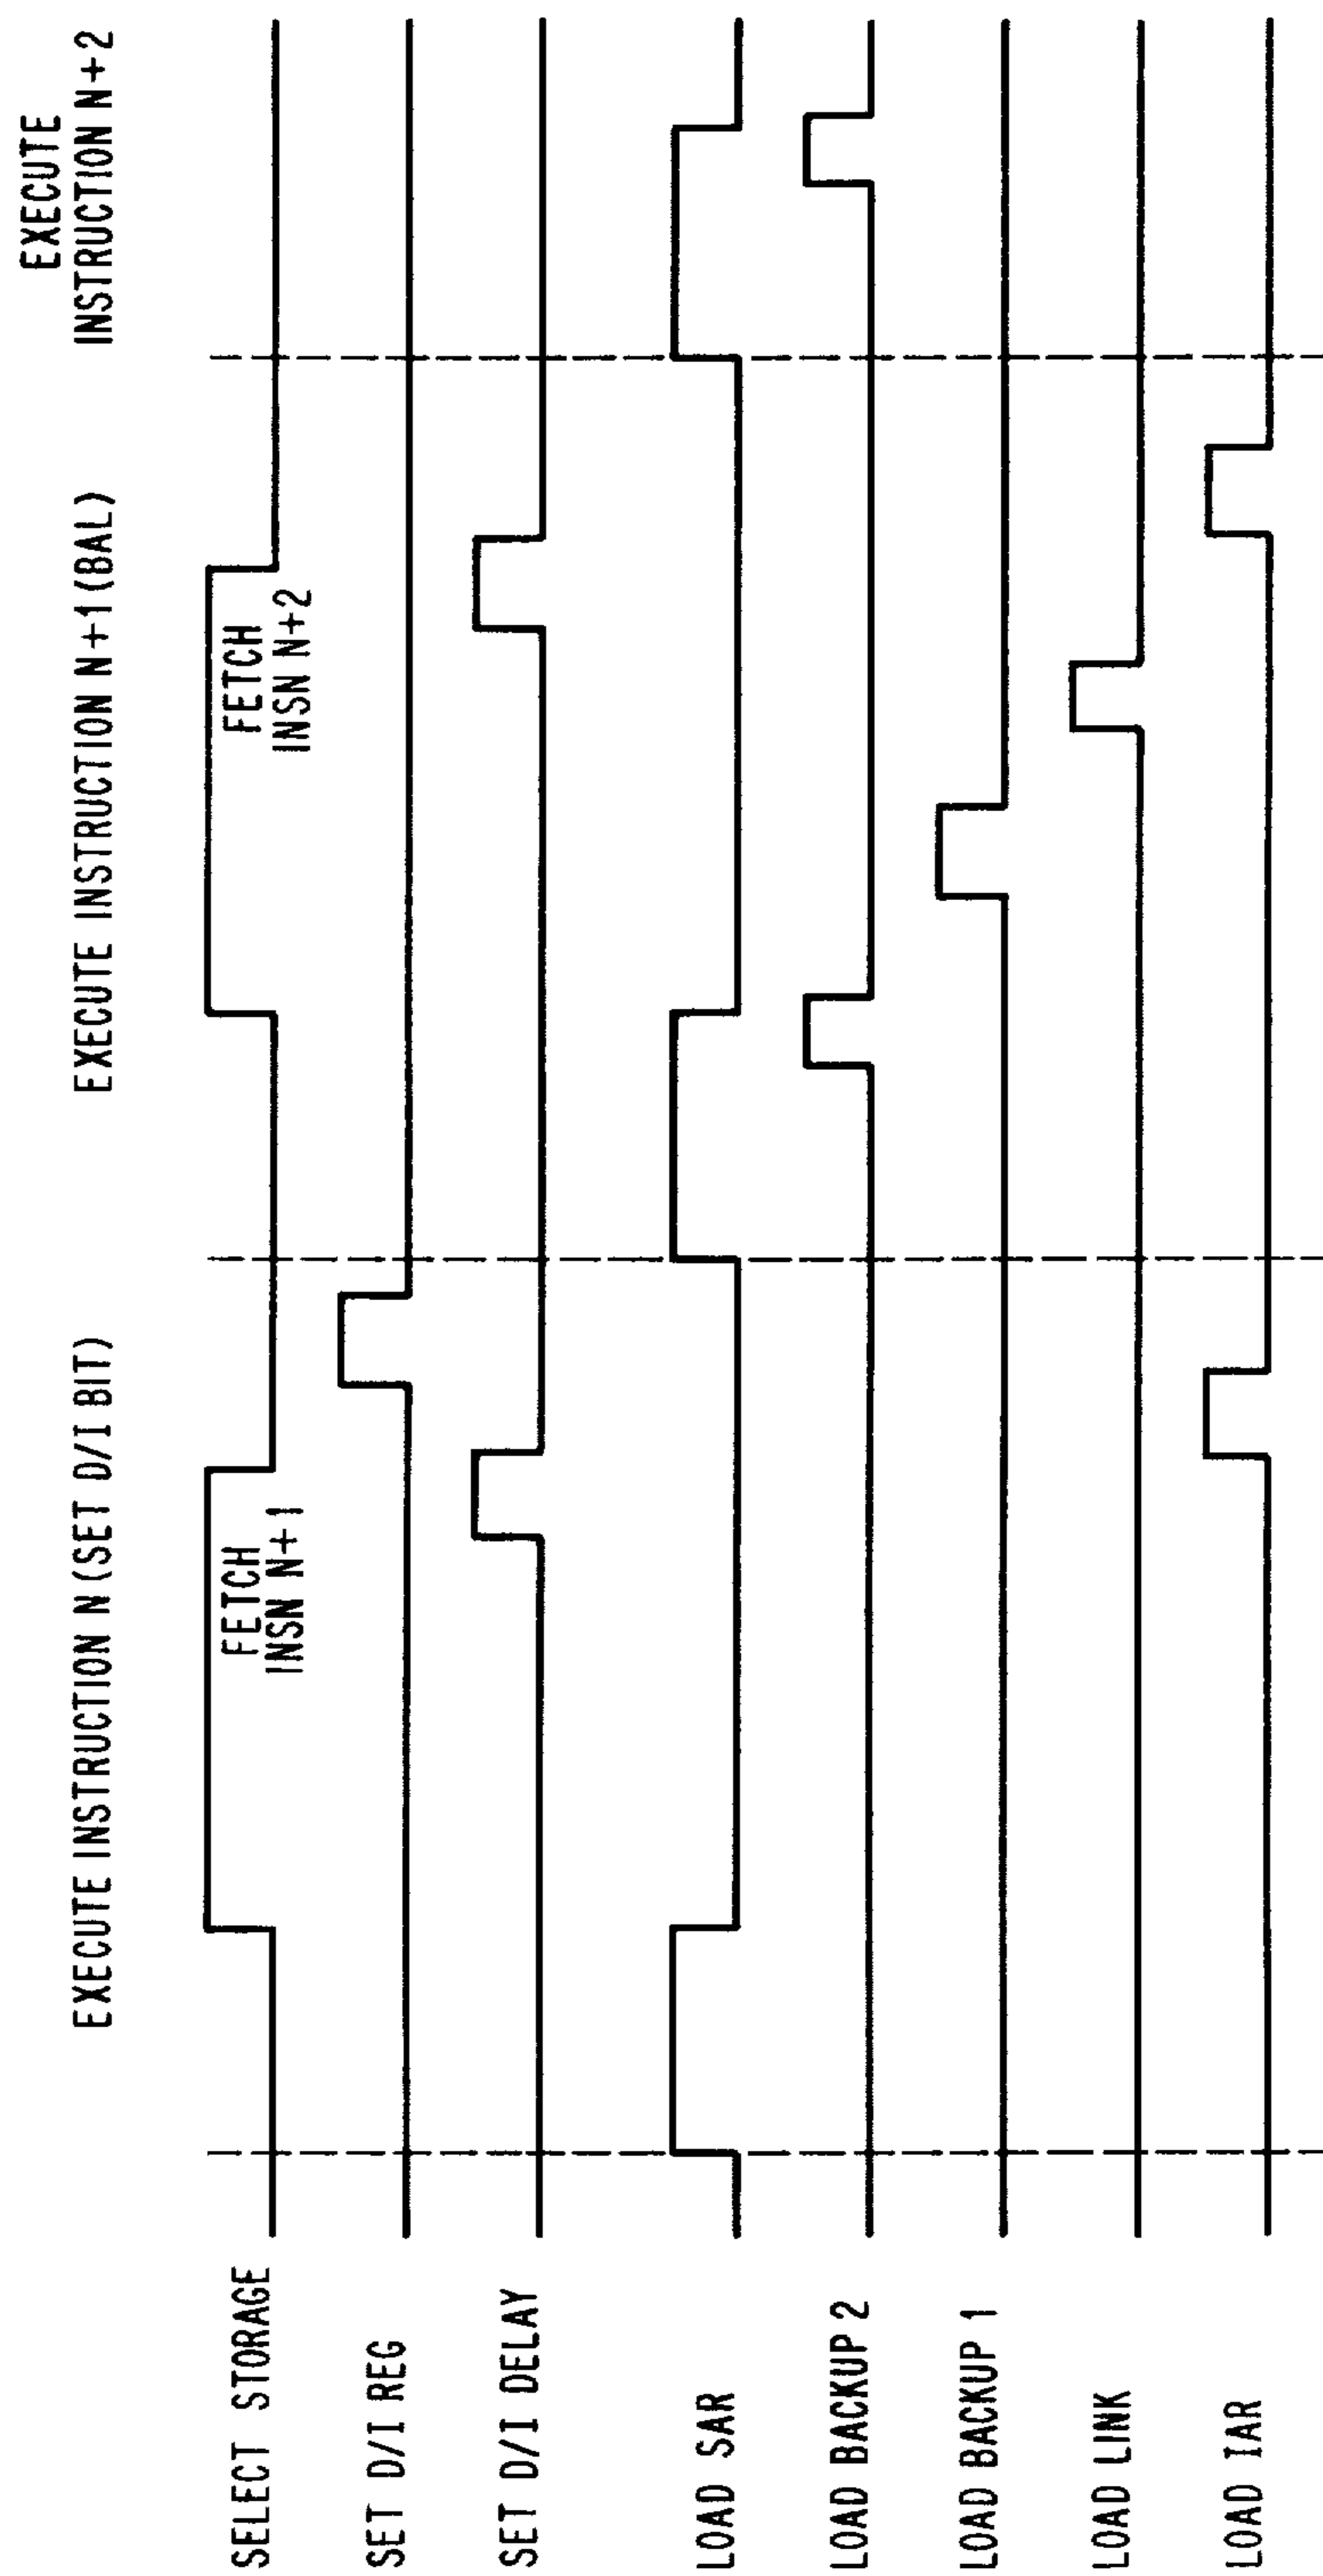 EXECUTE INSTRUCTION N (SET D/I BIT)
EXECUTE INSTRUCTION N+1 (BAL)
EXECUTE
INSTRUCTION N+2
SELECT STORAGE
FETCH
INSN N+1
FETCH
INSN N+2
SET D/I REG
SET D/I DELAY
LOAD SAR
LOAD BACKUP 2
LOAD BACKUP 1
LOAD LINK
LOAD IAR